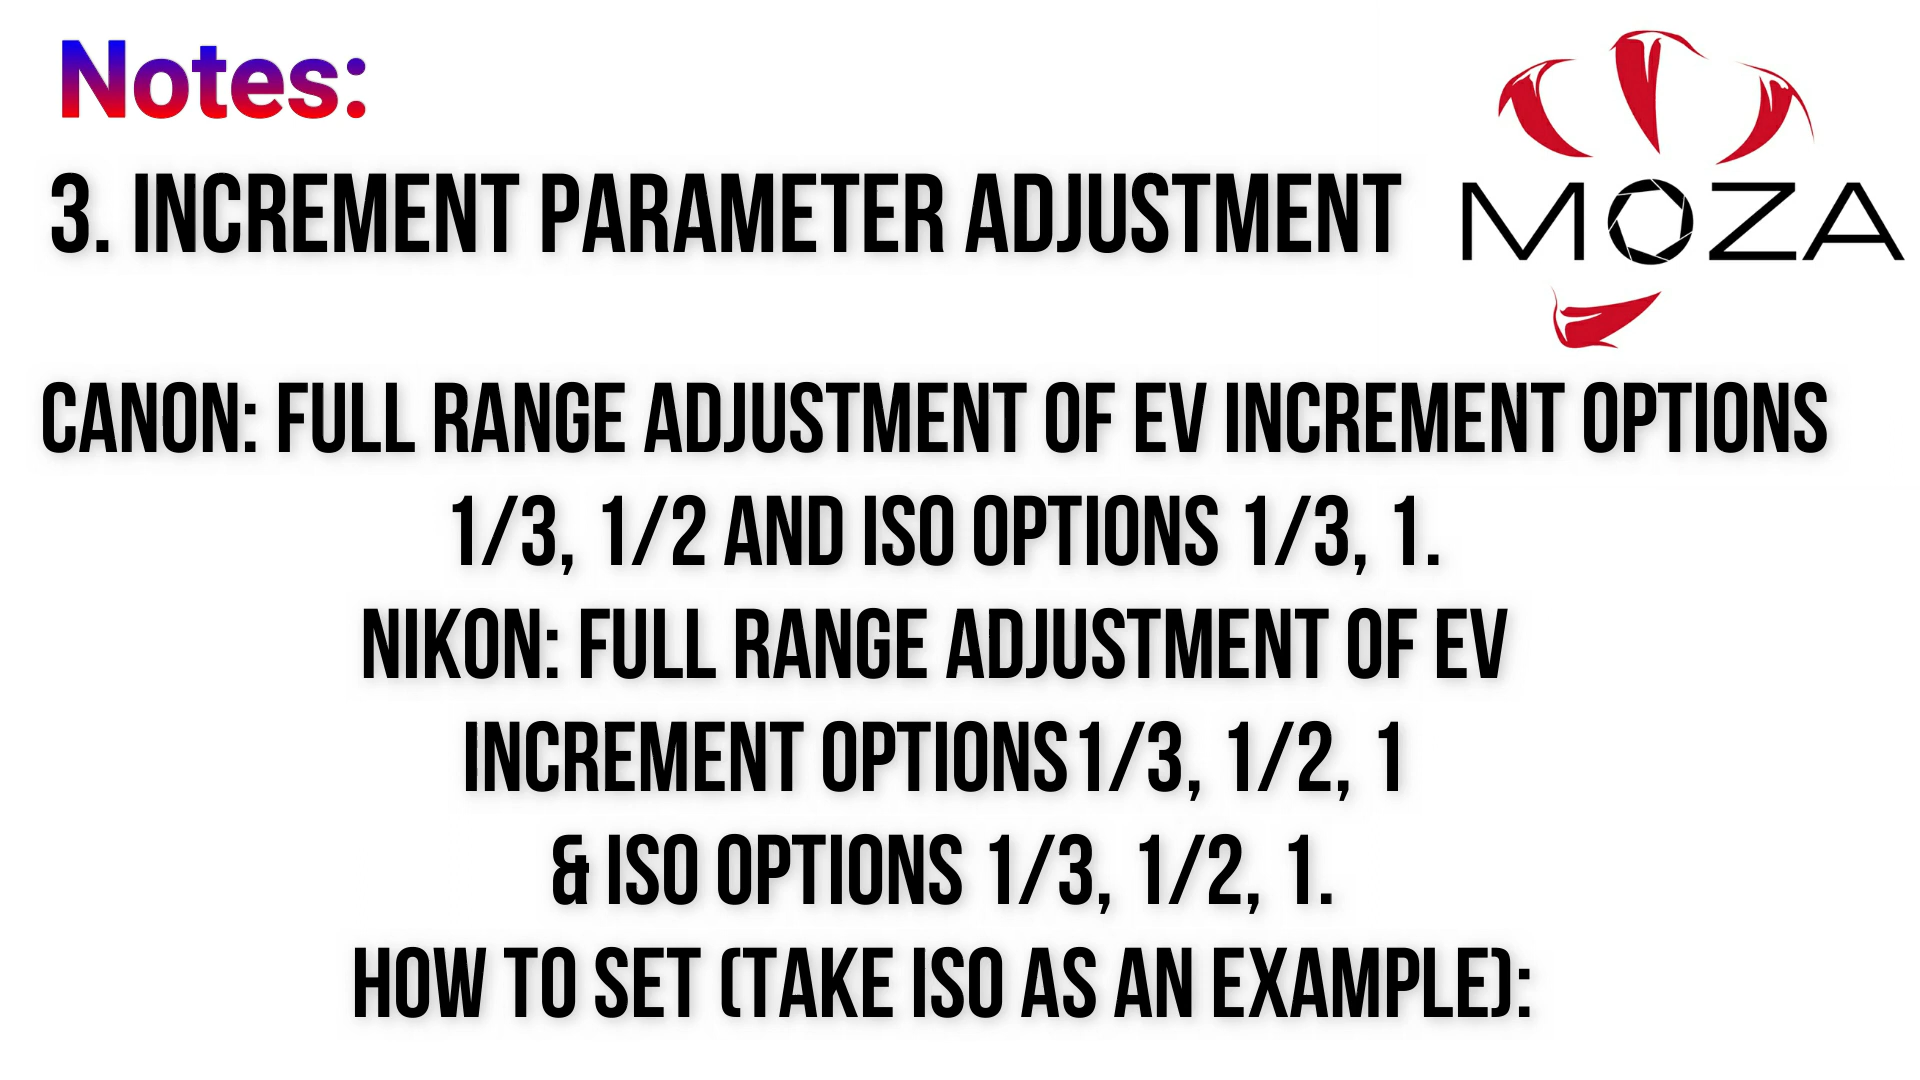 Notes:
3. INCREMENT PARAMETER ADJUSTMENT
MOZA
CANON: FULL RANGE ADJUSTMENT OF EV INCREMENT OPTIONS
1/3, 1/2 AND ISO OPTIONS 1/3, 1.
NIKON: FULL RANGE ADJUSTMENT OF EV
INCREMENT OPTIONS1/3, 1/2, 1
& ISO OPTIONS 1/3, 1/2, 1.
HOW TO SET (TAKE ISO AS AN EXAMPLE):